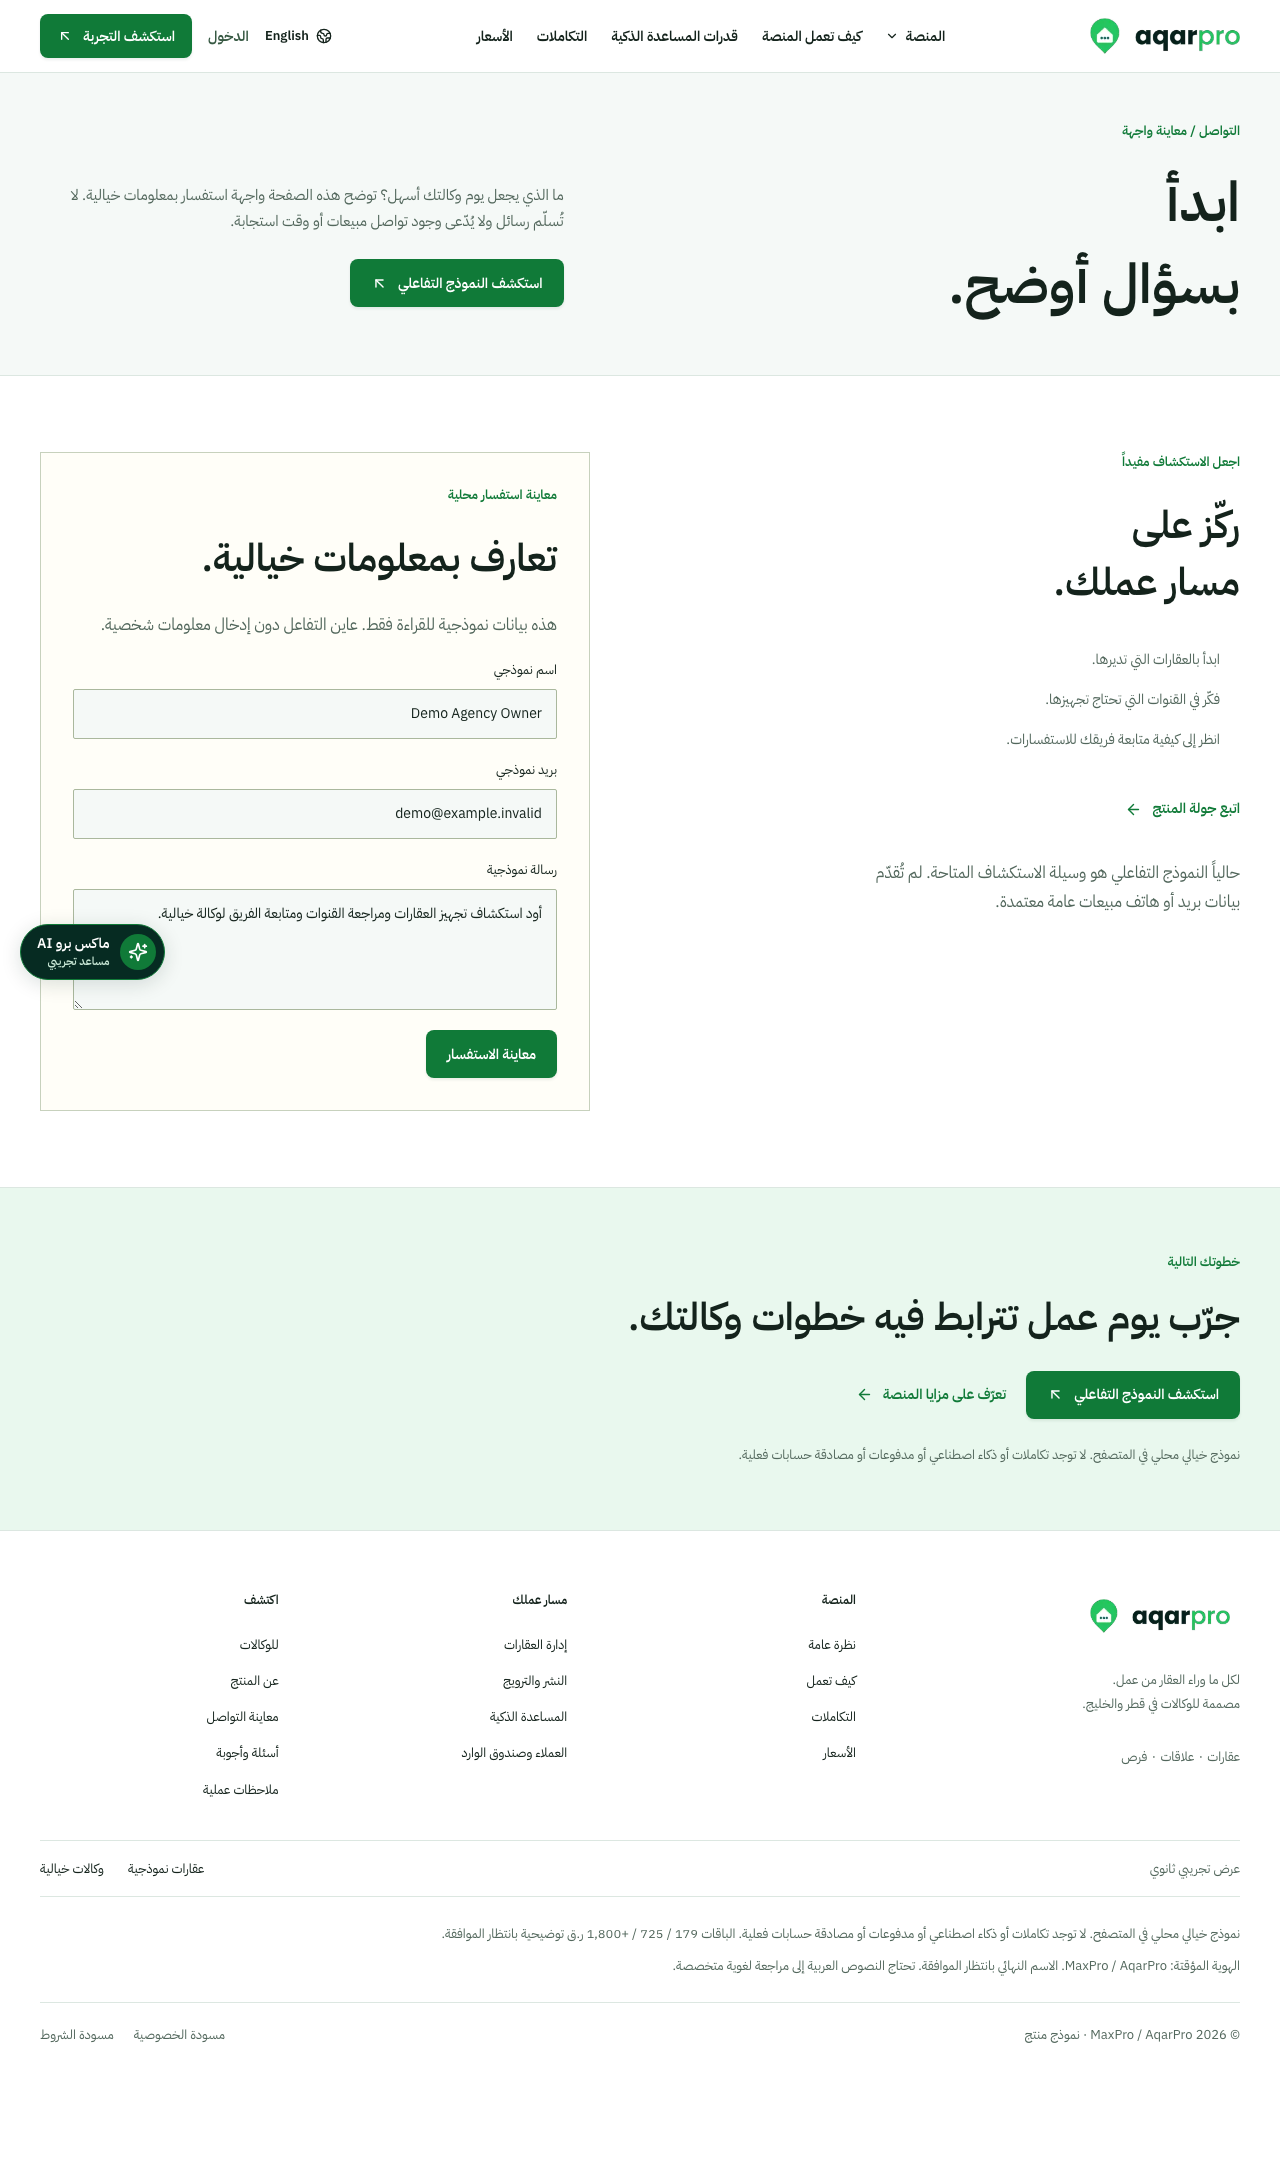 aqarpro
المنصة
كيف تعمل المنصة
قدرات المساعدة الذكية
التكاملات
الأسعار
English
الدخول
استكشف التجربة
التواصل / معاينة واجهة
ابدأ
بسؤال أوضح.
ما الذي يجعل يوم وكالتك أسهل؟ توضح هذه الصفحة واجهة استفسار بمعلومات خيالية. لا
تُسلّم رسائل ولا يُدّعى وجود تواصل مبيعات أو وقت استجابة.
استكشف النموذج التفاعلي
اجعل الاستكشاف مفيداً
ركّز على
مسار عملك.
ابدأ بالعقارات التي تديرها.
فكّر في القنوات التي تحتاج تجهيزها.
انظر إلى كيفية متابعة فريقك للاستفسارات.
اتبع جولة المنتج
حالياً النموذج التفاعلي هو وسيلة الاستكشاف المتاحة. لم تُقدّم
بيانات بريد أو هاتف مبيعات عامة معتمدة.
معاينة استفسار محلية
تعارف بمعلومات خيالية.
هذه بيانات نموذجية للقراءة فقط. عاين التفاعل دون إدخال معلومات شخصية.
اسم نموذجي
Demo Agency Owner
بريد نموذجي
demo@example.invalid
رسالة نموذجية
أود استكشاف تجهيز العقارات ومراجعة القنوات ومتابعة الفريق لوكالة خيالية.
معاينة الاستفسار
ماكس برو AI
مساعد تجريبي
خطوتك التالية
جرّب يوم عمل تترابط فيه خطوات وكالتك.
استكشف النموذج التفاعلي
تعرّف على مزايا المنصة
نموذج خيالي محلي في المتصفح. لا توجد تكاملات أو ذكاء اصطناعي أو مدفوعات أو مصادقة حسابات فعلية.
aqarpro
لكل ما وراء العقار من عمل.
مصممة للوكالات في قطر والخليج.
عقارات · علاقات · فرص
المنصة
نظرة عامة
كيف تعمل
التكاملات
الأسعار
مسار عملك
إدارة العقارات
النشر والترويج
المساعدة الذكية
العملاء وصندوق الوارد
اكتشف
للوكالات
عن المنتج
معاينة التواصل
أسئلة وأجوبة
ملاحظات عملية
عرض تجريبي ثانوي
عقارات نموذجية
وكالات خيالية
نموذج خيالي محلي في المتصفح. لا توجد تكاملات أو ذكاء اصطناعي أو مدفوعات أو مصادقة حسابات فعلية. الباقات 179 / 725 / +1,800 ر.ق توضيحية بانتظار الموافقة.
الهوية المؤقتة: MaxPro / AqarPro. الاسم النهائي بانتظار الموافقة. تحتاج النصوص العربية إلى مراجعة لغوية متخصصة.
© 2026 MaxPro / AqarPro · نموذج منتج
مسودة الخصوصية
مسودة الشروط